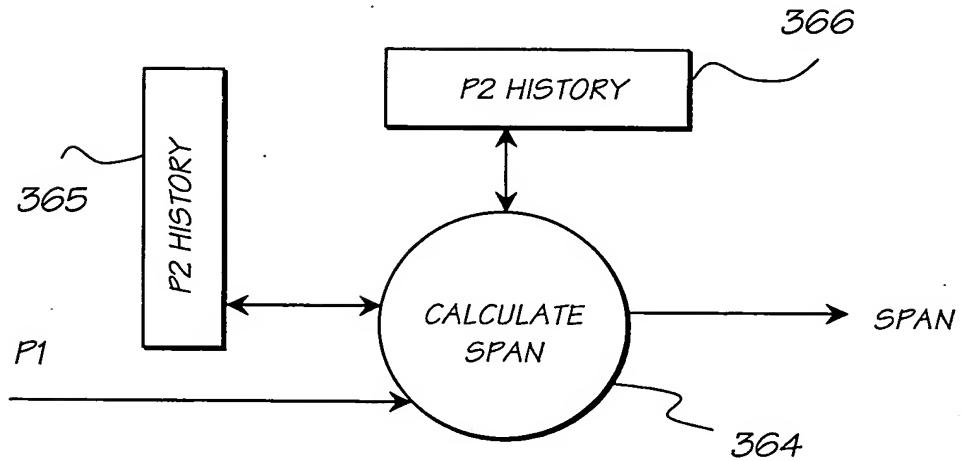 366
P2 HISTORY
P2 HISTORY
365
CALCULATE
SPAN
SPAN
P1
364